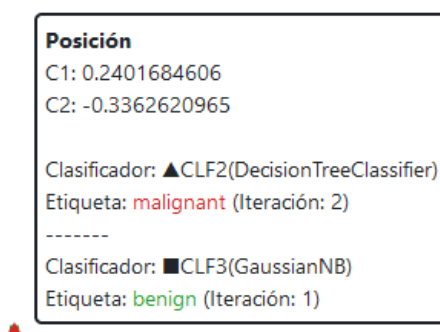 Posición
C1: 0.2401684606
C2: -0.3362620965
Clasificador: ▲CLF2(DecisionTreeClassifier)
Etiqueta: malignant (Iteración: 2)
-------
Clasificador: ■CLF3(GaussianNB)
Etiqueta: benign (Iteración: 1)